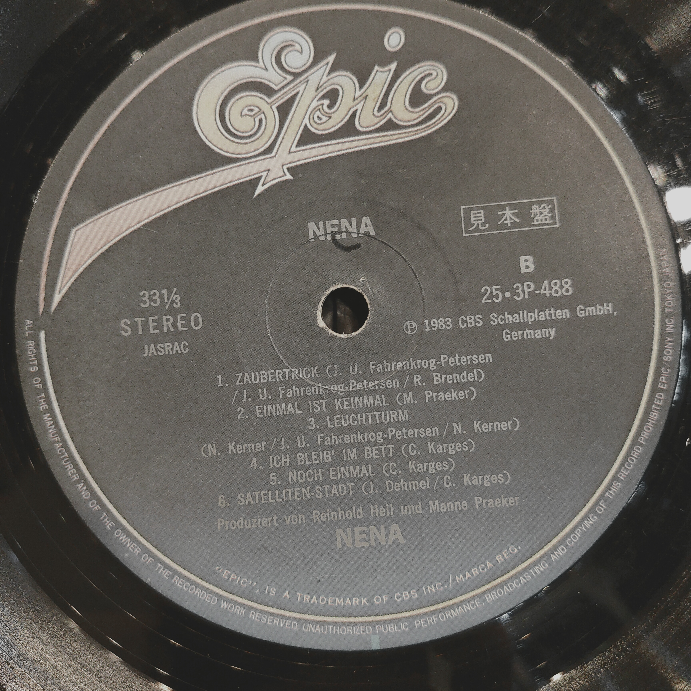 Epic
NENA
見本盤
33⅓
STEREO
JASRAC
B
25•3P-488
Ⓟ 1983 CBS Schallplatten GmbH,
Germany
1. ZAUBERTRICK (J. U. Fahrenkrog-Petersen
/ J. U. Fahrenkrog-Petersen / R. Brendel)
2. EINMAL IST KEINMAL (M. Praeker)
3. LEUCHTTURM
(N. Kerner / J. U. Fahrenkrog-Petersen / N. Kerner)
4. ICH BLEIB' IM BETT (C. Karges)
5. NOCH EINMAL (C. Karges)
6. SATELLITEN-STADT (J. Dehmel / C. Karges)
Produziert von Reinhold Heil und Manne Praeker
NENA
"EPIC", IS A TRADEMARK OF CBS INC./MARCA REG.
ALL RIGHTS OF THE MANUFACTURER AND OF THE OWNER OF THE RECORDED WORK RESERVED. UNAUTHORIZED PUBLIC PERFORMANCE, BROADCASTING AND COPYING OF THIS RECORD PROHIBITED EPIC/SONY INC. TOKYO, JAPAN